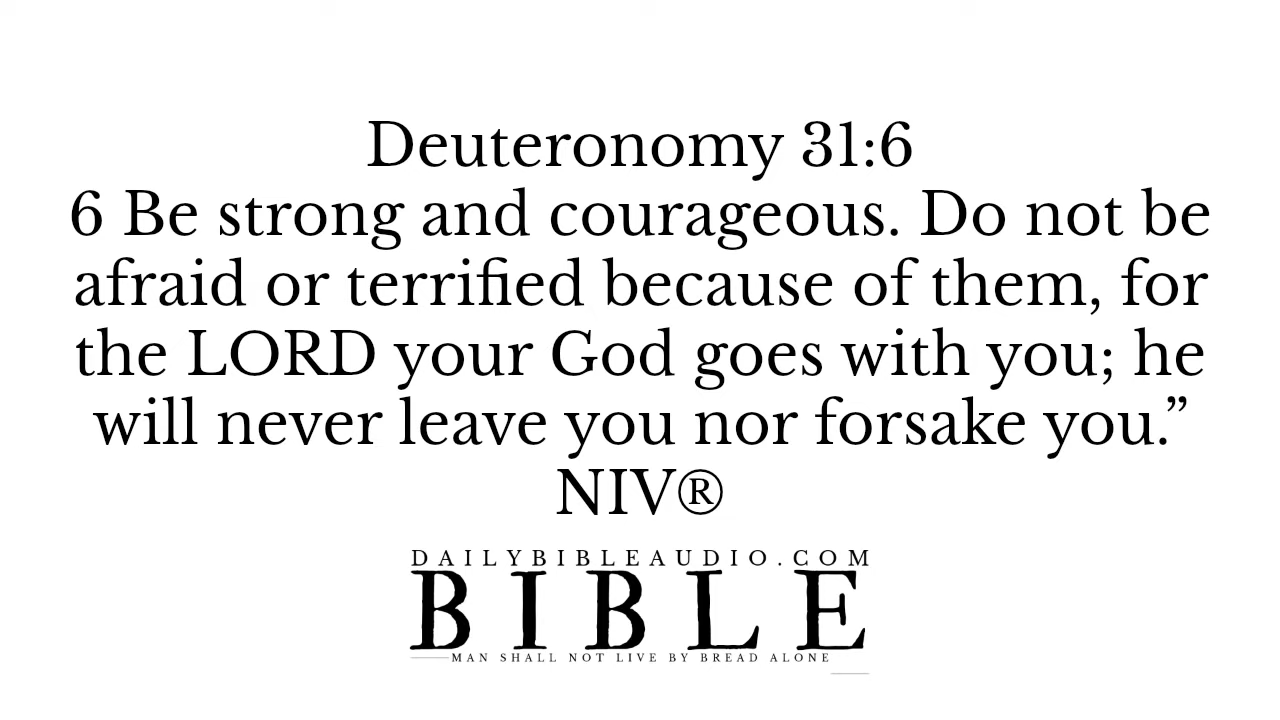 Deuteronomy 31:6
6 Be strong and courageous. Do not be
afraid or terrified because of them, for
the LORD your God goes with you; he
will never leave you nor forsake you.”
NIV®
DAILYBIBLEAUDIO.COM
BIBLE
MAN SHALL NOT LIVE BY BREAD ALONE